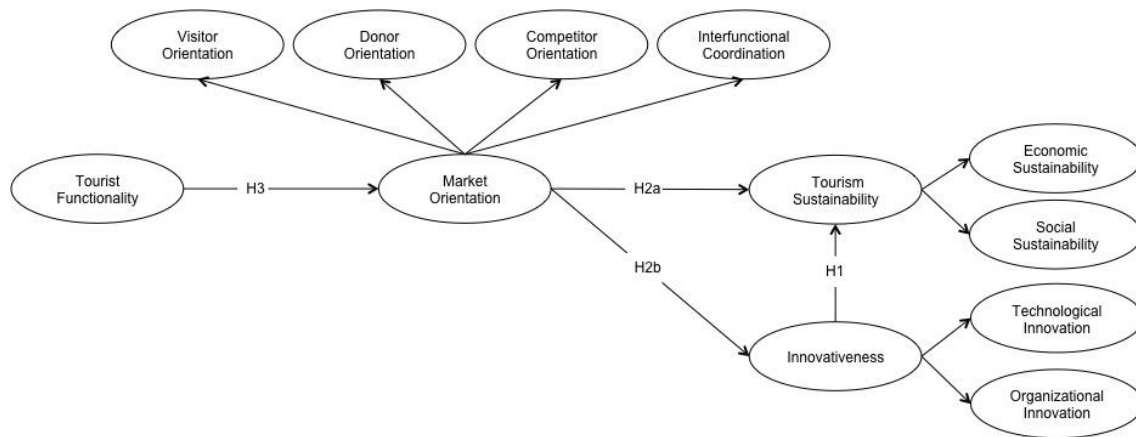 Visitor
Orientation
Donor
Orientation
Competitor
Orientation
Interfunctional
Coordination
Tourist
Functionality
H3
Market
Orientation
H2a
Tourism
Sustainability
Economic
Sustainability
Social
Sustainability
H2b
H1
Innovativeness
Technological
Innovation
Organizational
Innovation